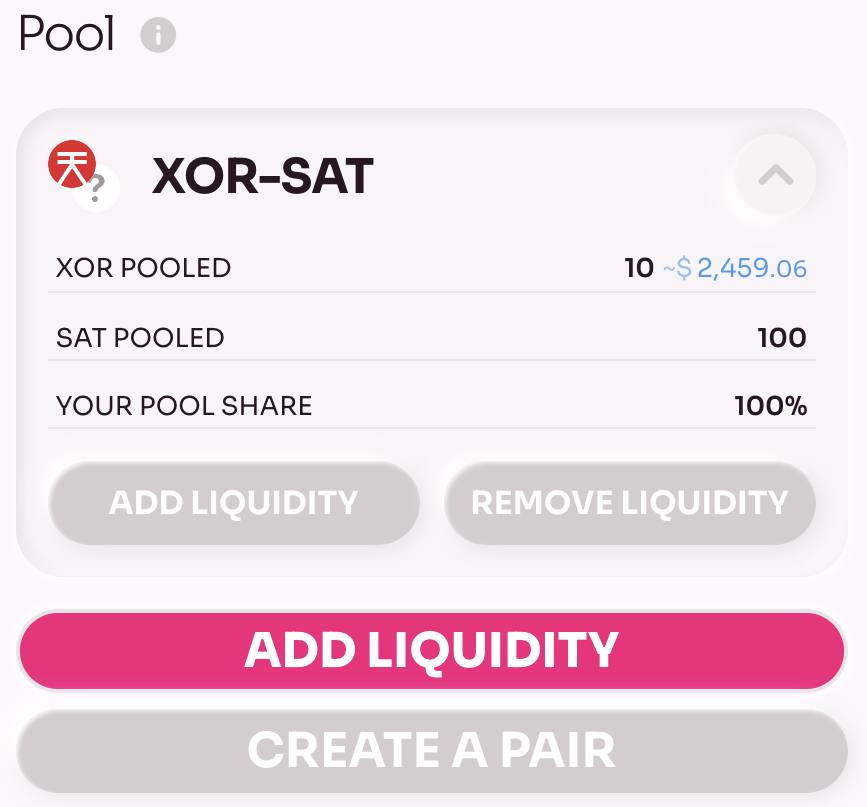 Pool i
天 ?
XOR-SAT
XOR POOLED 10 ~$ 2,459.06
SAT POOLED 100
YOUR POOL SHARE 100%
ADD LIQUIDITY REMOVE LIQUIDITY
ADD LIQUIDITY
CREATE A PAIR